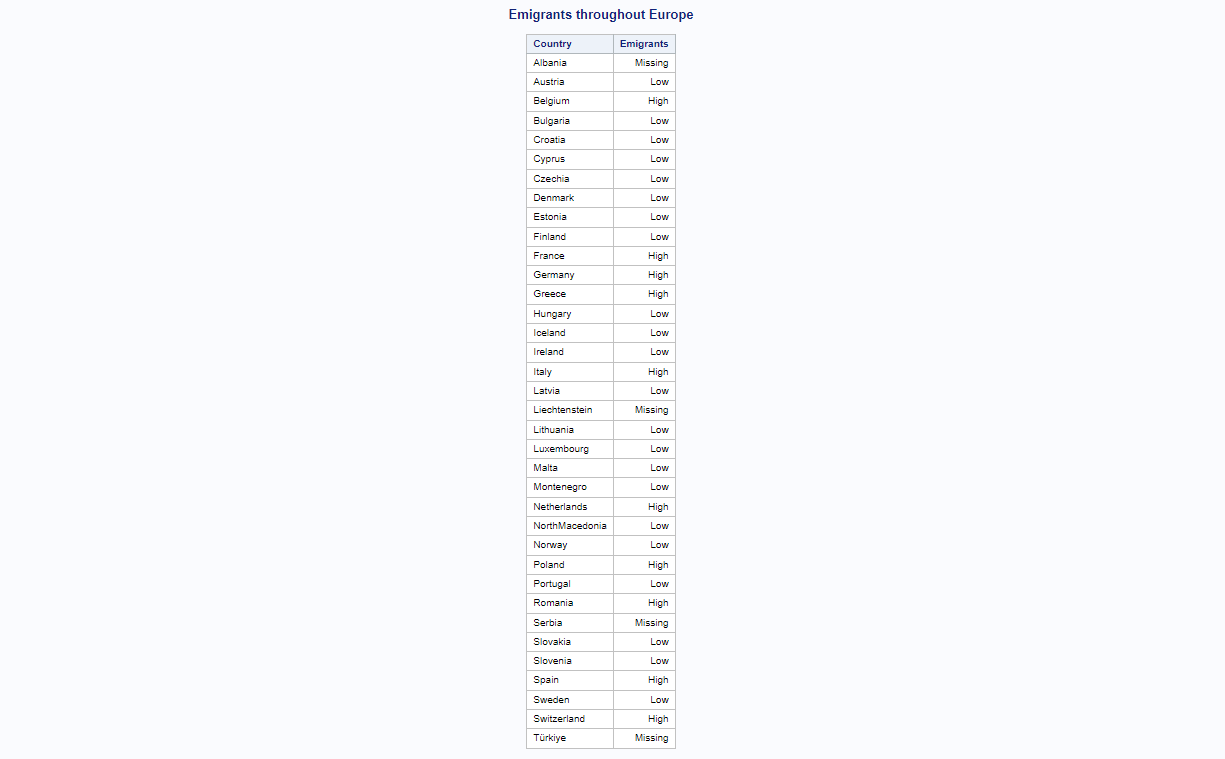 Emigrants throughout Europe
Country Emigrants
Albania Missing
Austria Low
Belgium High
Bulgaria Low
Croatia Low
Cyprus Low
Czechia Low
Denmark Low
Estonia Low
Finland Low
France High
Germany High
Greece High
Hungary Low
Iceland Low
Ireland Low
Italy High
Latvia Low
Liechtenstein Missing
Lithuania Low
Luxembourg Low
Malta Low
Montenegro Low
Netherlands High
NorthMacedonia Low
Norway Low
Poland High
Portugal Low
Romania High
Serbia Missing
Slovakia Low
Slovenia Low
Spain High
Sweden Low
Switzerland High
Türkiye Missing